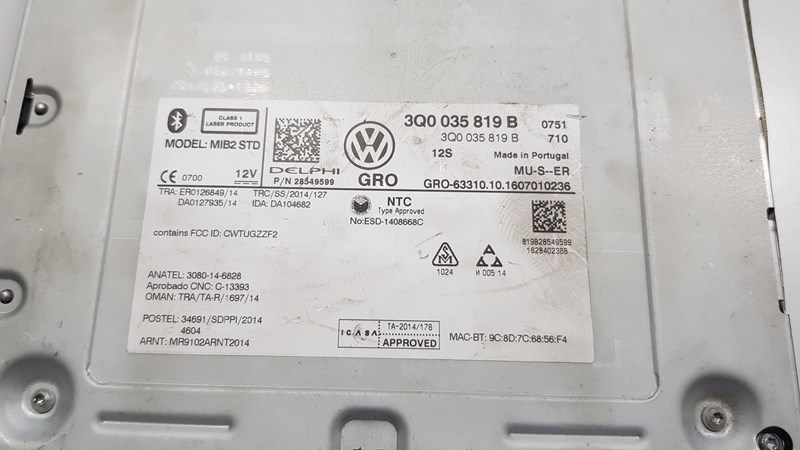 CLASS 1
LASER PRODUCT
MODEL: MIB2 STD
0700 12V
DELPHI
P/N 28549599
VW
GRO
3Q0 035 819 B 0751
3Q0 035 819 B 710
12S Made in Portugal
MU-S--ER
GRO-63310.10.1607010236
TRA: ER0126849/14 TRC/SS/2014/127
DA0127935/14 IDA: DA104682
NTC
Type Approved
No:ESD-1408668C
contains FCC ID: CWTUGZZF2
819B28549599
1628402388
1024
И 005 14
ANATEL: 3080-14-6828
Aprobado CNC: C-13393
OMAN: TRA/TA-R/1697/14
POSTEL: 34691/SDPPI/2014
4604
ARNT: MR9102ARNT2014
ICASA TA-2014/176
APPROVED
MAC-BT: 9C:8D:7C:68:56:F4